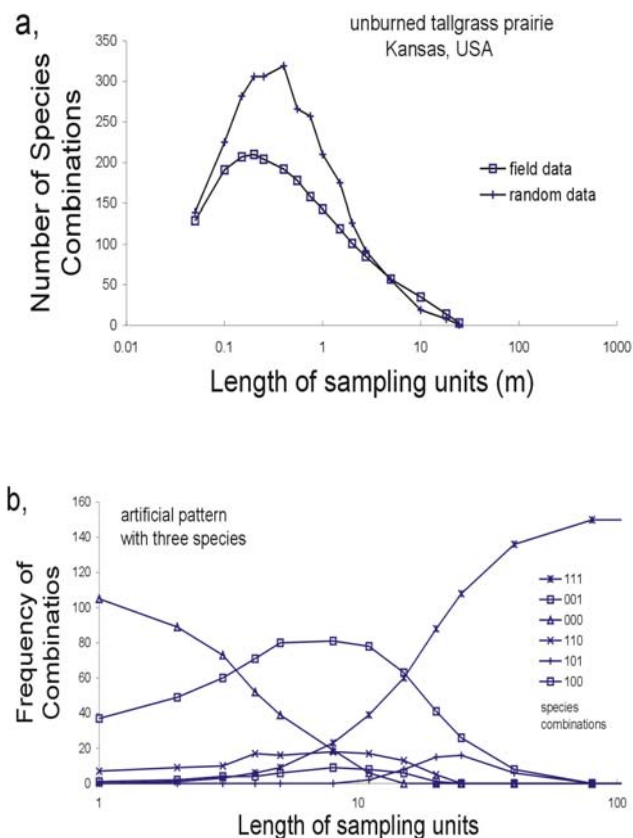 a,
unburned tallgrass prairie
Kansas, USA
Number of Species
Combinations
350
300
250
200
150
100
50
0
field data
random data
0.01
0.1
1
10
100
1000
Length of sampling units (m)
b,
artificial pattern
with three species
Frequency of
Combinatios
160
140
120
100
80
60
40
20
0
111
001
000
110
101
100
species
combinations
1
10
100
Length of sampling units